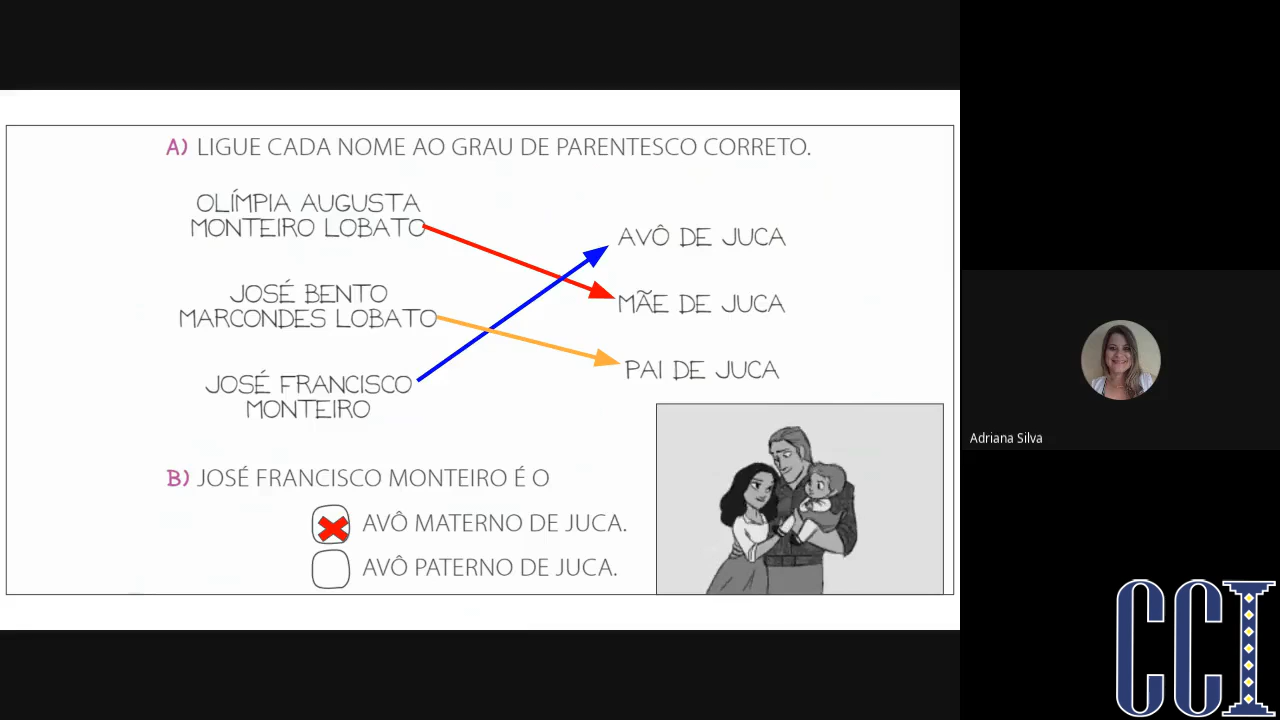 A) LIGUE CADA NOME AO GRAU DE PARENTESCO CORRETO.
OLÍMPIA AUGUSTA
MONTEIRO LOBATO
JOSÉ BENTO
MARCONDES LOBATO
JOSÉ FRANCISCO
MONTEIRO
AVÔ DE JUCA
MÃE DE JUCA
PAI DE JUCA
B) JOSÉ FRANCISCO MONTEIRO É O
AVÔ MATERNO DE JUCA.
AVÔ PATERNO DE JUCA.
Adriana Silva
CCI